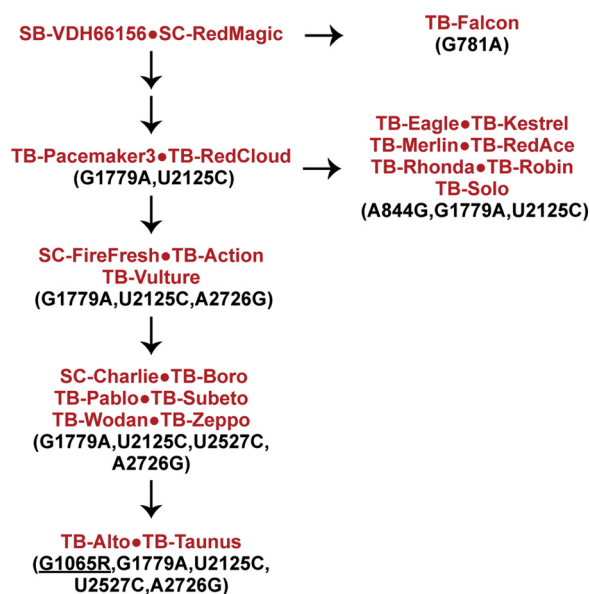 SB-VDH66156●SC-RedMagic
TB-Falcon
(G781A)
TB-Pacemaker3●TB-RedCloud
(G1779A,U2125C)
TB-Eagle●TB-Kestrel
TB-Merlin●TB-RedAce
TB-Rhonda●TB-Robin
TB-Solo
(A844G,G1779A,U2125C)
SC-FireFresh●TB-Action
TB-Vulture
(G1779A,U2125C,A2726G)
SC-Charlie●TB-Boro
TB-Pablo●TB-Subeto
TB-Wodan●TB-Zeppo
(G1779A,U2125C,U2527C,
A2726G)
TB-Alto●TB-Taunus
(G1065R,G1779A,U2125C,
U2527C,A2726G)